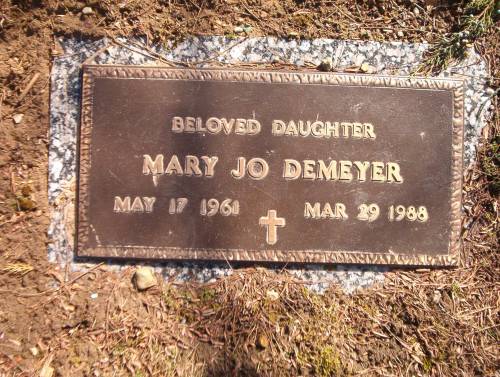 BELOVED DAUGHTER
MARY JO DEMEYER
MAY 17 1961 MAR 29 1988